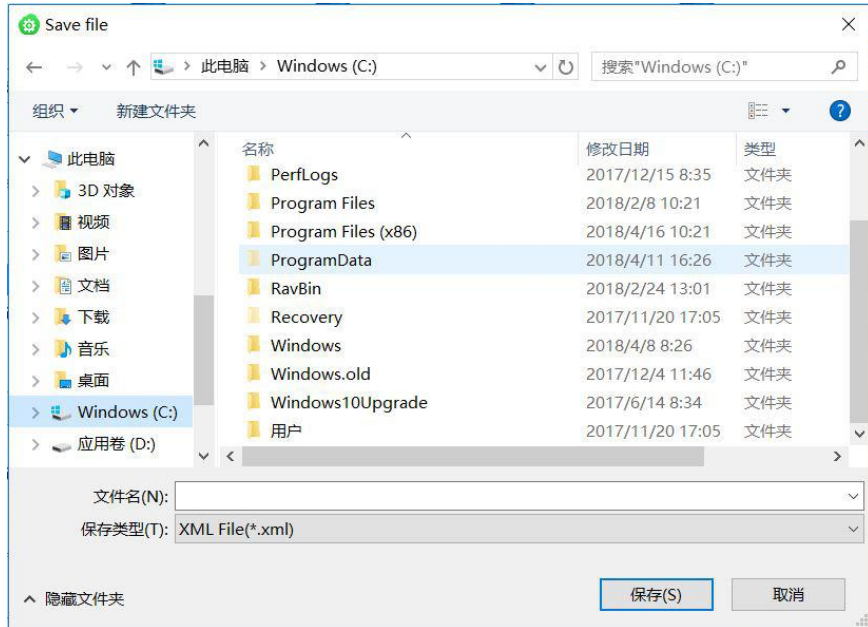 Save file
此电脑 > Windows (C:) 搜索"Windows (C:)"
组织 新建文件夹 ?
此电脑
3D 对象
视频
图片
文档
下载
音乐
桌面
Windows (C:)
应用卷 (D:)
名称 修改日期 类型
PerfLogs 2017/12/15 8:35 文件夹
Program Files 2018/2/8 10:21 文件夹
Program Files (x86) 2018/4/16 10:21 文件夹
ProgramData 2018/4/11 16:26 文件夹
RavBin 2018/2/24 13:01 文件夹
Recovery 2017/11/20 17:05 文件夹
Windows 2018/4/8 8:26 文件夹
Windows.old 2017/12/4 11:46 文件夹
Windows10Upgrade 2017/6/14 8:34 文件夹
用户 2017/11/20 17:05 文件夹
文件名(N):
保存类型(T): XML File(*.xml)
隐藏文件夹 保存(S) 取消